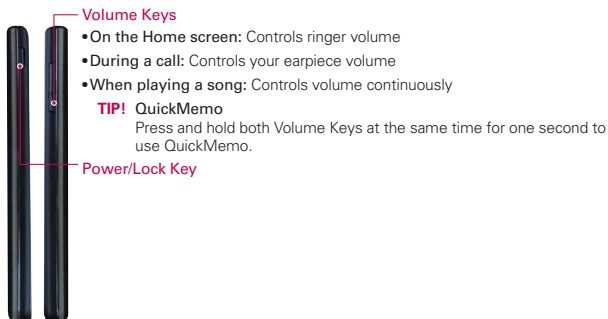 Volume Keys
•On the Home screen: Controls ringer volume
•During a call: Controls your earpiece volume
•When playing a song: Controls volume continuously
TIP! QuickMemo
Press and hold both Volume Keys at the same time for one second to
use QuickMemo.
Power/Lock Key